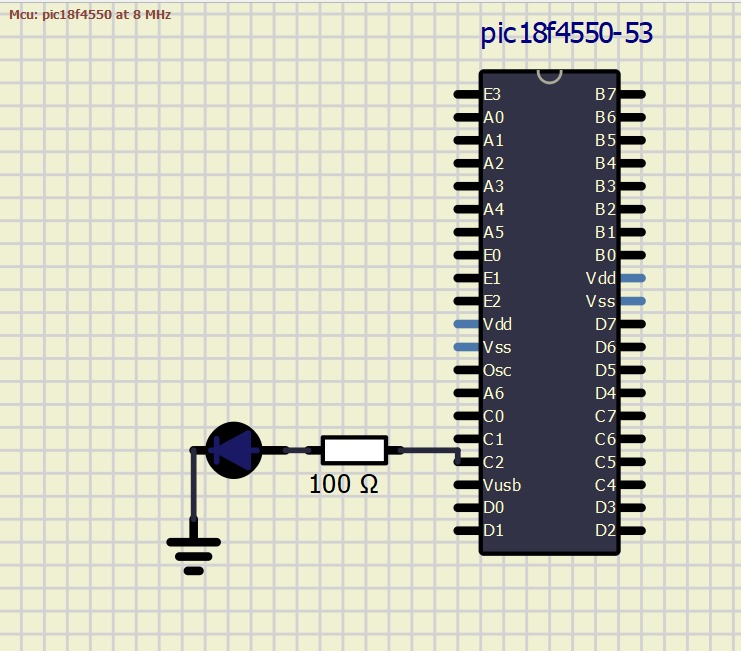 Mcu: pic18f4550 at 8 MHz
pic18f4550-53
E3 B7
A0 B6
A1 B5
A2 B4
A3 B3
A4 B2
A5 B1
E0 B0
E1 Vdd
E2 Vss
Vdd D7
Vss D6
Osc D5
A6 D4
C0 C7
C1 C6
C2 C5
Vusb C4
D0 D3
D1 D2
100 Ω